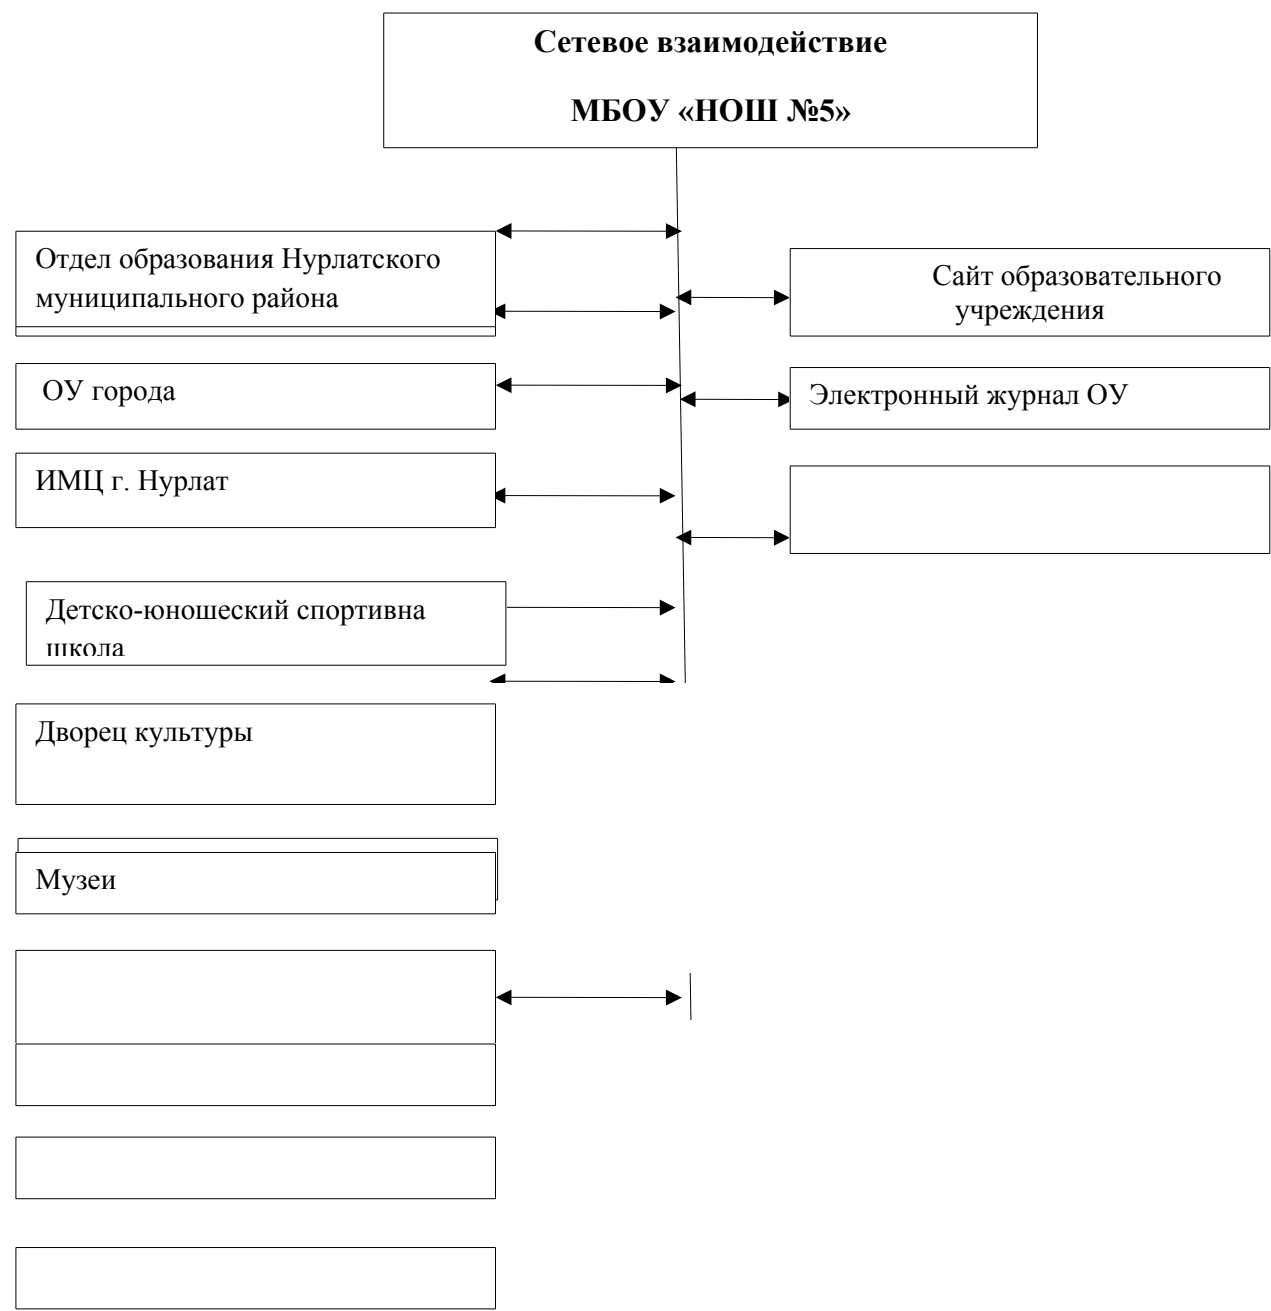 Сетевое взаимодействие
МБОУ «НОШ №5»
Отдел образования Нурлатского
муниципального района
Сайт образовательного
учреждения
ОУ города
Электронный журнал ОУ
ИМЦ г. Нурлат
Детско-юношеский спортивна
школа
Дворец культуры
Музеи